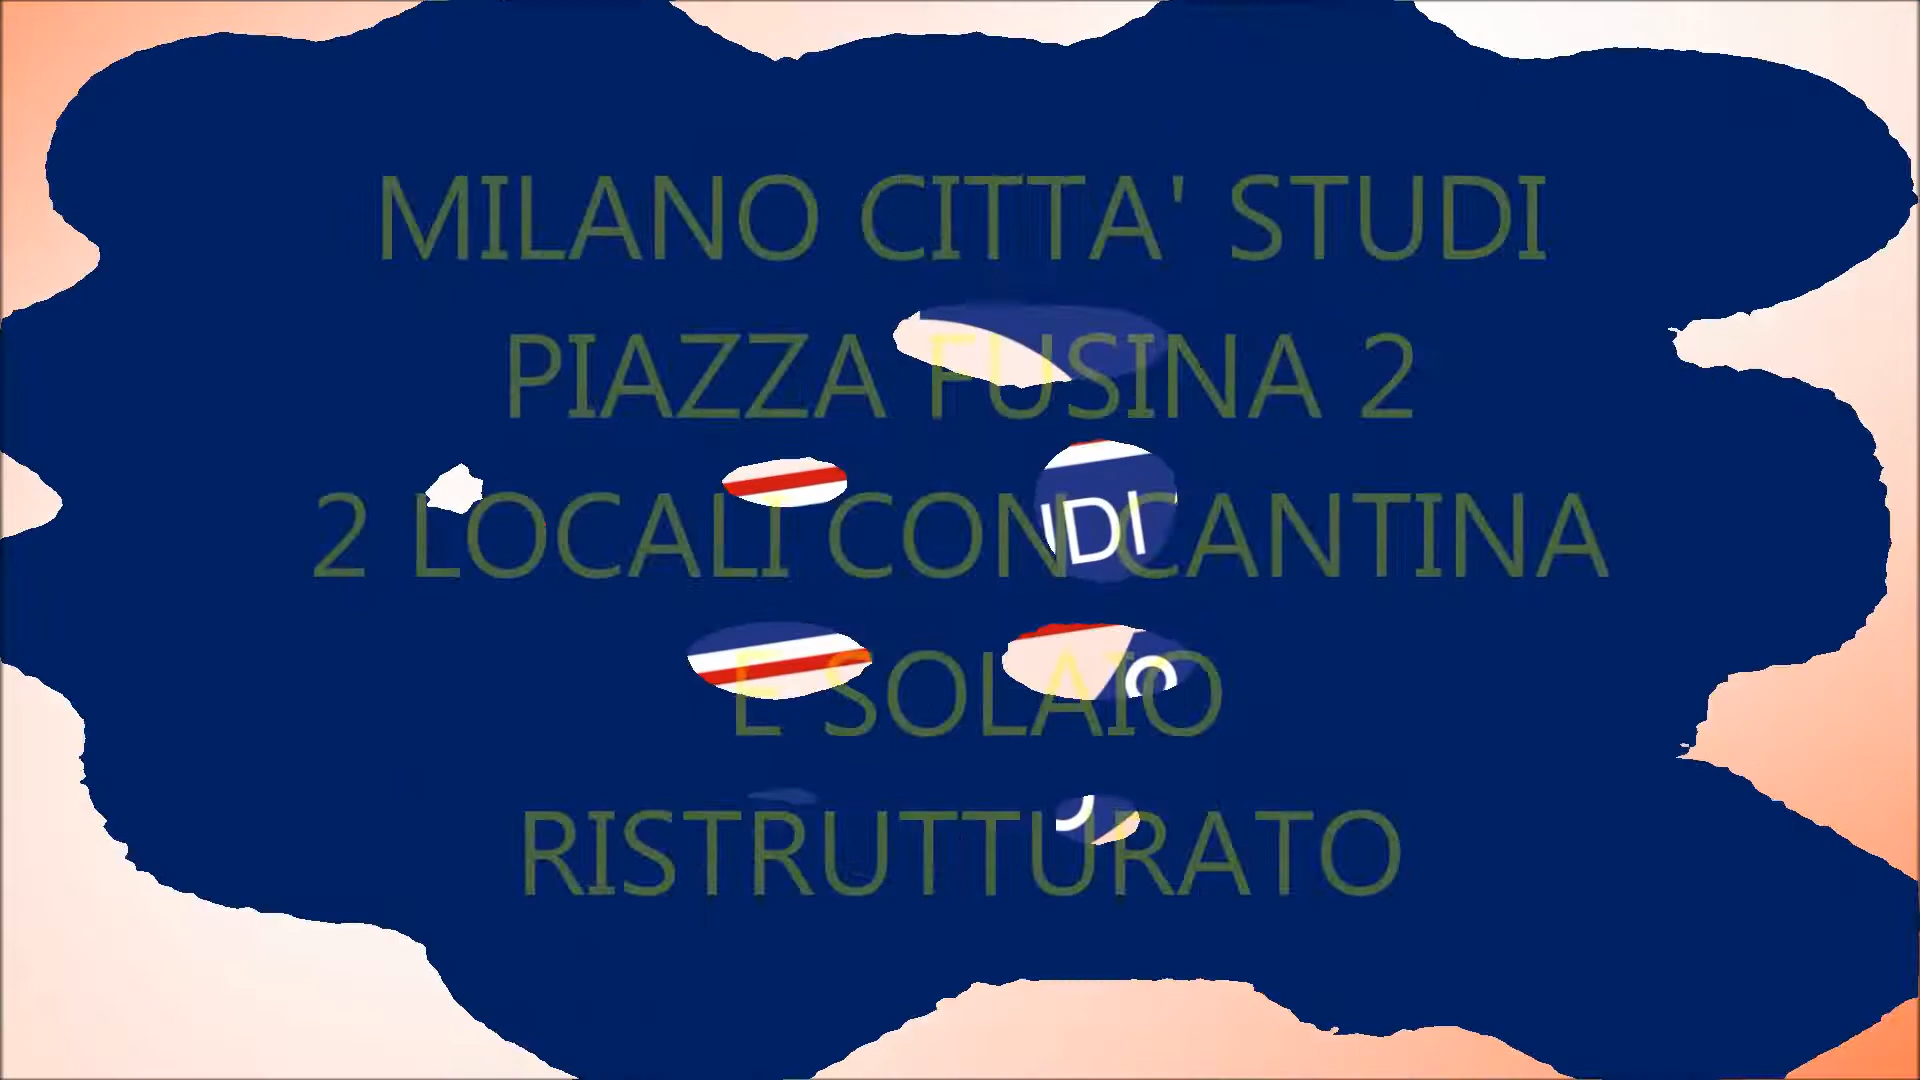 MILANO CITTA' STUDI
PIAZZA FUSINA 2
2 LOCALI CON CANTINA
E SOLAIO
RISTRUTTURATO